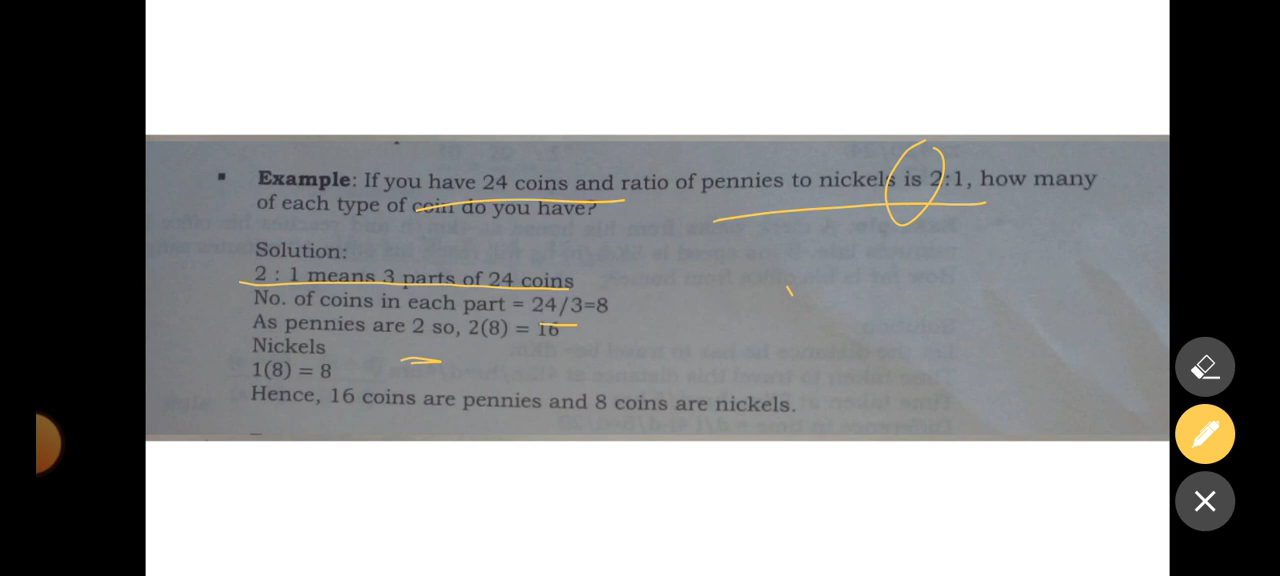 ▪ Example: If you have 24 coins and ratio of pennies to nickels is 2:1, how many
of each type of coin do you have?
Solution:
2 : 1 means 3 parts of 24 coins
No. of coins in each part = 24/3=8
As pennies are 2 so, 2(8) = 16
Nickels
1(8) = 8
Hence, 16 coins are pennies and 8 coins are nickels.